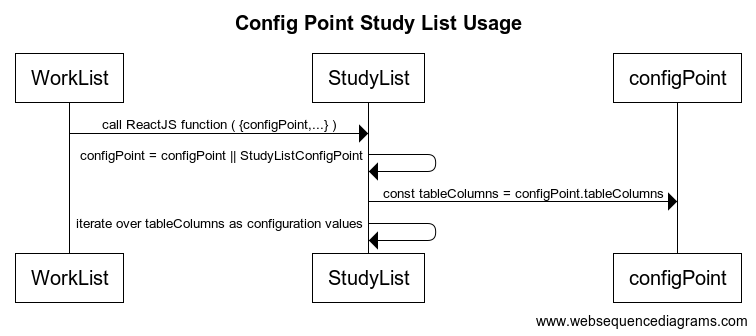 Config Point Study List Usage
WorkList StudyList configPoint
call ReactJS function ( {configPoint,...} )
configPoint = configPoint || StudyListConfigPoint
const tableColumns = configPoint.tableColumns
iterate over tableColumns as configuration values
WorkList StudyList configPoint
www.websequencediagrams.com